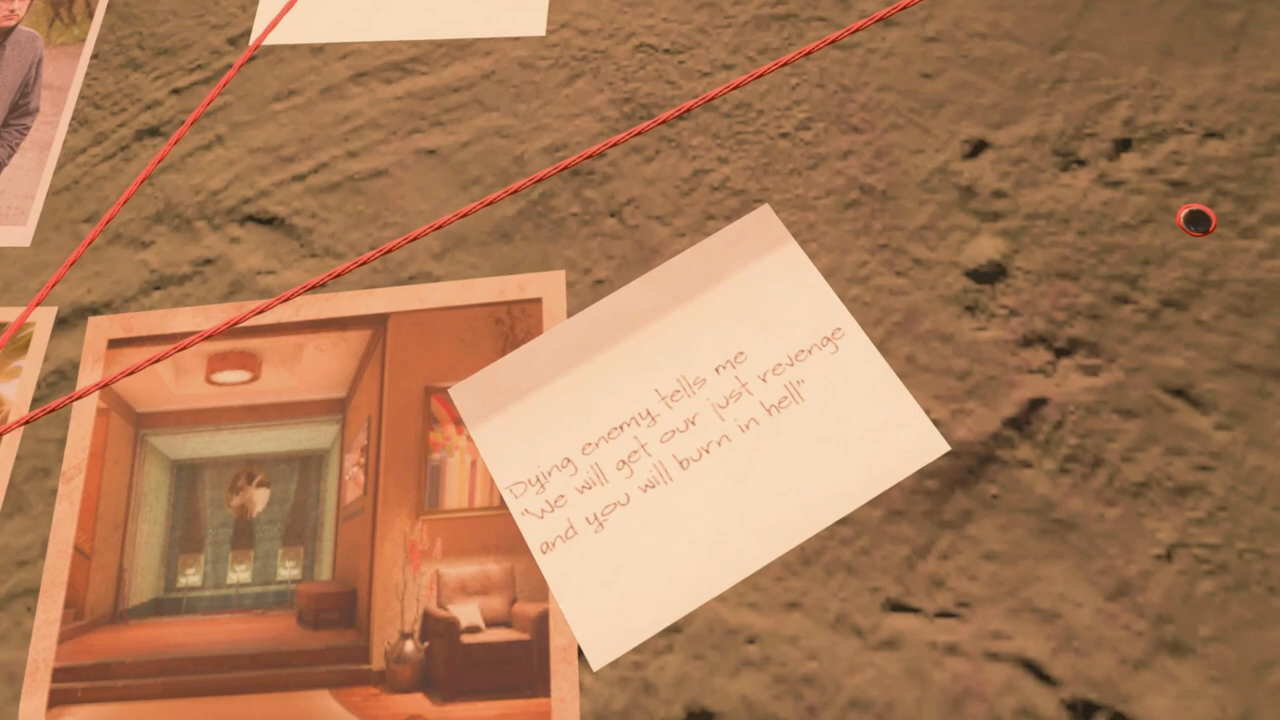 Dying enemy tells me
"We will get our just revenge
and you will burn in hell"